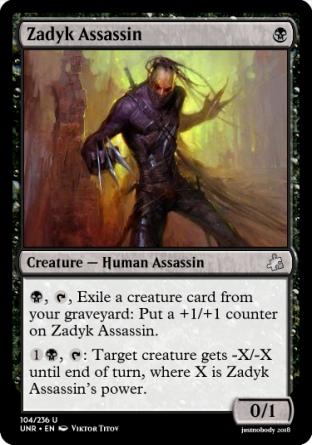 Zadyk Assassin
Creature — Human Assassin
, , Exile a creature card from
your graveyard: Put a +1/+1 counter
on Zadyk Assassin.
1 , : Target creature gets -X/-X
until end of turn, where X is Zadyk
Assassin's power.
0/1
104/236 U
UNR • EN Viktor Titov
justnobody 2018